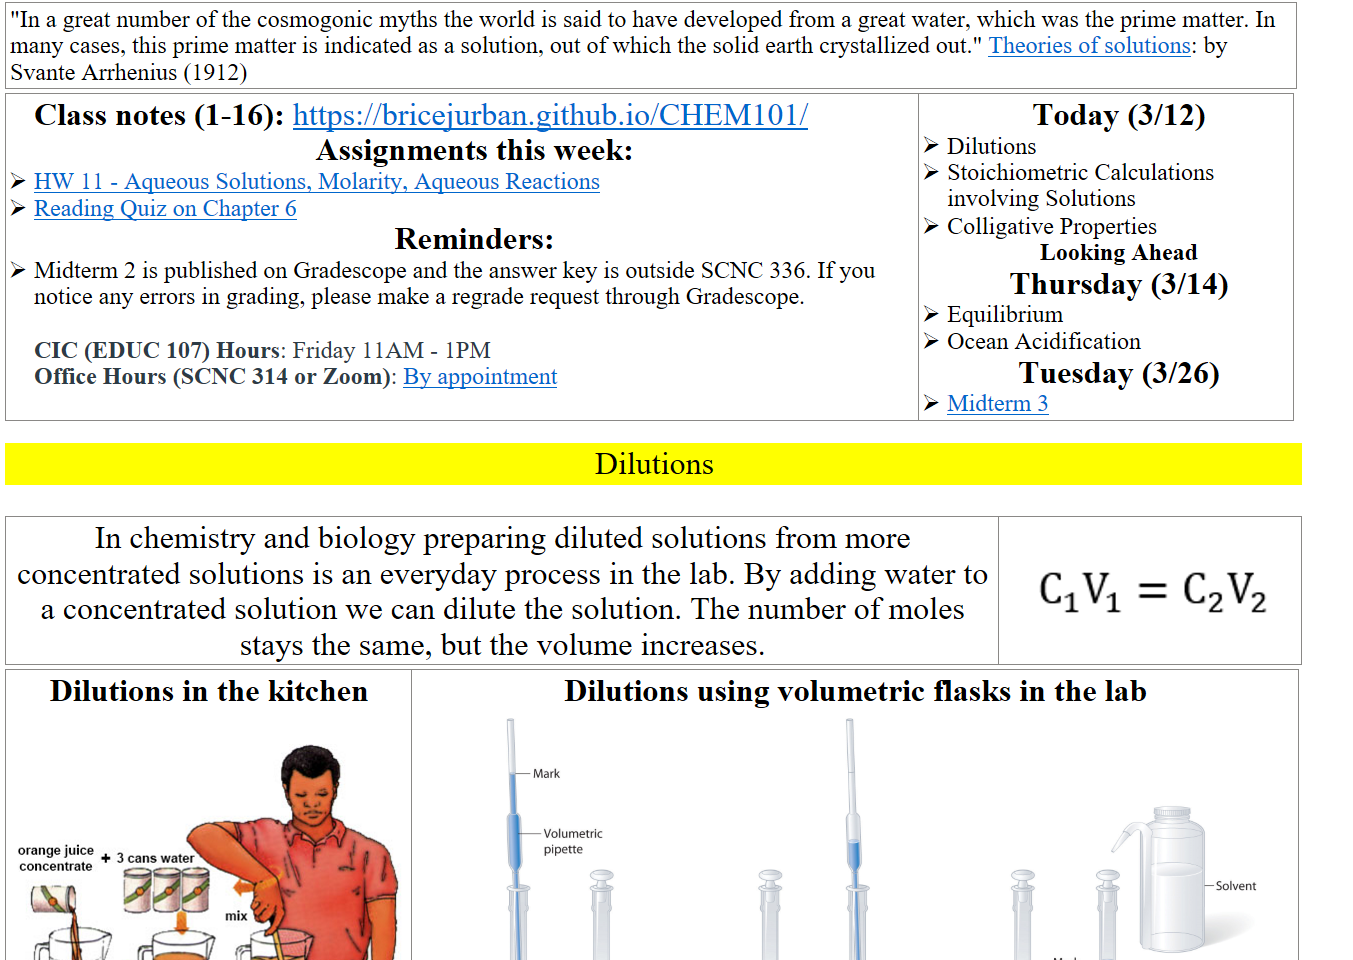 "In a great number of the cosmogonic myths the world is said to have developed from a great water, which was the prime matter. In
many cases, this prime matter is indicated as a solution, out of which the solid earth crystallized out." Theories of solutions: by
Svante Arrhenius (1912)
Class notes (1-16): https://bricejurban.github.io/CHEM101/
Assignments this week:
➢ HW 11 - Aqueous Solutions, Molarity, Aqueous Reactions
➢ Reading Quiz on Chapter 6
Reminders:
➢ Midterm 2 is published on Gradescope and the answer key is outside SCNC 336. If you
notice any errors in grading, please make a regrade request through Gradescope.
CIC (EDUC 107) Hours: Friday 11AM - 1PM
Office Hours (SCNC 314 or Zoom): By appointment
Today (3/12)
➢ Dilutions
➢ Stoichiometric Calculations
involving Solutions
➢ Colligative Properties
Looking Ahead
Thursday (3/14)
➢ Equilibrium
➢ Ocean Acidification
Tuesday (3/26)
➢ Midterm 3
Dilutions
In chemistry and biology preparing diluted solutions from more
concentrated solutions is an everyday process in the lab. By adding water to
a concentrated solution we can dilute the solution. The number of moles
stays the same, but the volume increases.
C₁V₁ = C₂V₂
Dilutions in the kitchen
orange juice
concentrate
+ 3 cans water
mix
Dilutions using volumetric flasks in the lab
Mark
Volumetric
pipette
Solvent